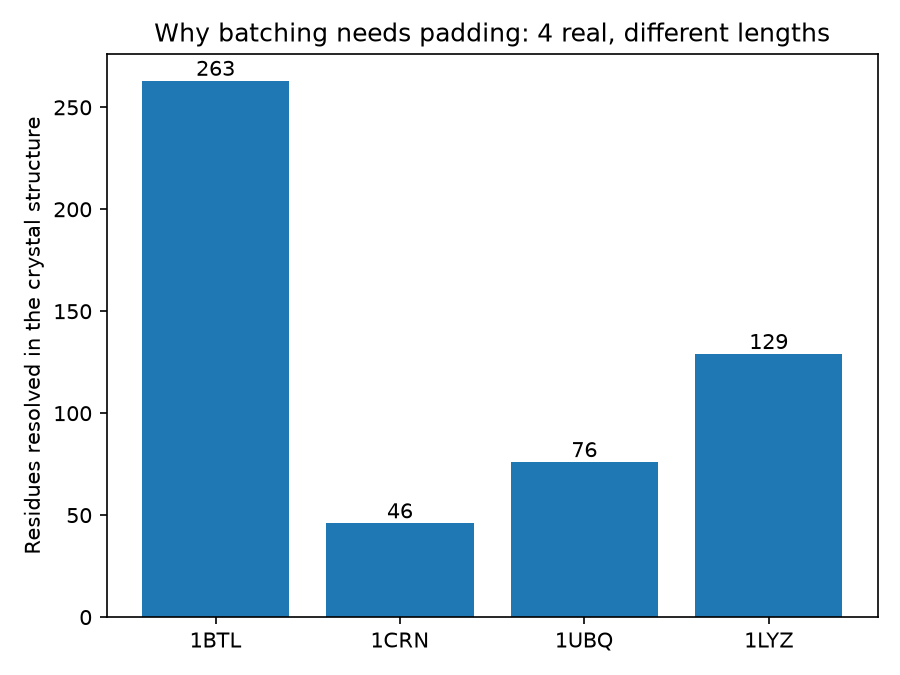 Why batching needs padding: 4 real, different lengths
Residues resolved in the crystal structure
250
200
150
100
50
0
263
46
76
129
1BTL
1CRN
1UBQ
1LYZ